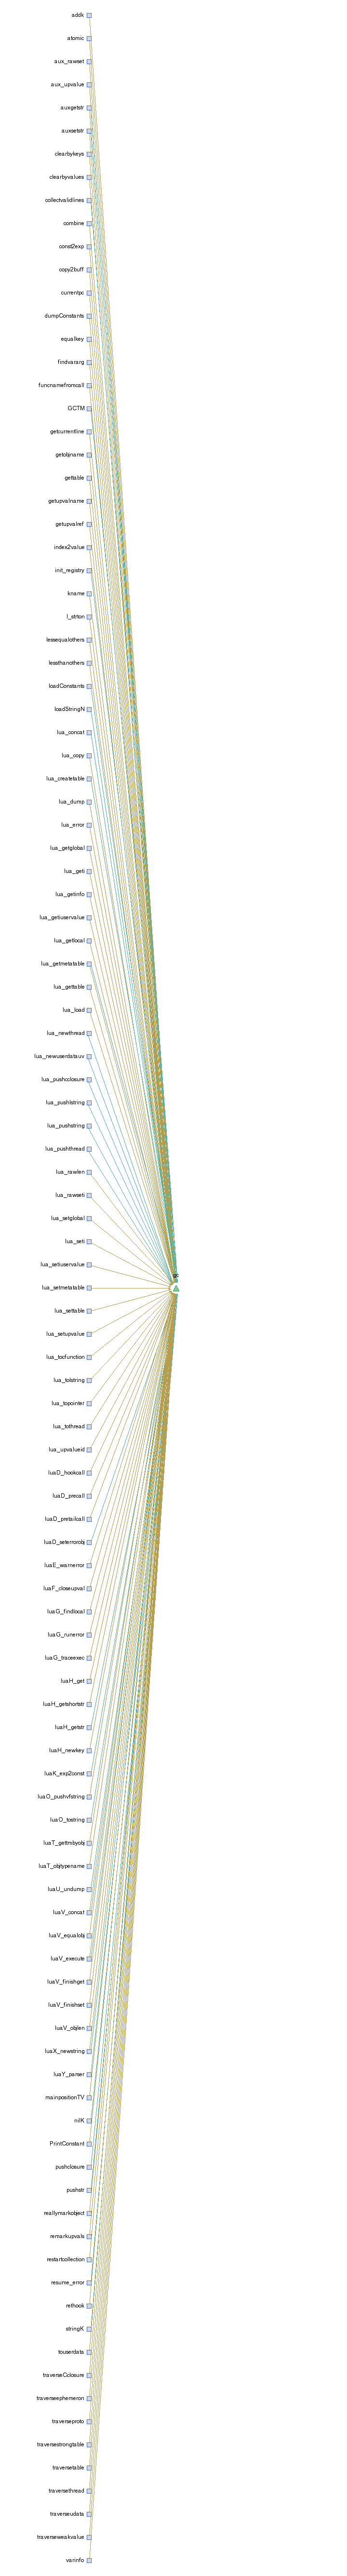 addk
atomic
aux_rawset
aux_upvalue
auxgetstr
auxsetstr
clearbykeys
clearbyvalues
collectvalidlines
combine
const2exp
copy2buff
currentpc
dumpConstants
equalkey
findvararg
funcnamefromcall
GCTM
getcurrentline
getobjname
gettable
getupvalname
getupvalref
index2value
init_registry
kname
l_strton
lessequalothers
lessthanothers
loadConstants
loadStringN
lua_concat
lua_copy
lua_createtable
lua_dump
lua_error
lua_getglobal
lua_geti
lua_getinfo
lua_getiuservalue
lua_getlocal
lua_getmetatable
lua_gettable
lua_load
lua_newthread
lua_newuserdatauv
lua_pushcclosure
lua_pushlstring
lua_pushstring
lua_pushthread
lua_rawlen
lua_rawseti
lua_setglobal
lua_seti
lua_setiuservalue
gc
lua_setmetatable
lua_settable
lua_setupvalue
lua_tocfunction
lua_tolstring
lua_topointer
lua_tothread
lua_upvalueid
luaD_hookcall
luaD_precall
luaD_pretailcall
luaD_seterrorobj
luaE_warnerror
luaF_closeupval
luaG_findlocal
luaG_runerror
luaG_traceexec
luaH_get
luaH_getshortstr
luaH_getstr
luaH_newkey
luaK_exp2const
luaO_pushvfstring
luaO_tostring
luaT_gettmbyobj
luaT_objtypename
luaU_undump
luaV_concat
luaV_equalobj
luaV_execute
luaV_finishget
luaV_finishset
luaV_objlen
luaX_newstring
luaY_parser
mainpositionTV
nilK
PrintConstant
pushclosure
pushstr
reallymarkobject
remarkupvals
restartcollection
resume_error
rethook
stringK
touserdata
traverseCclosure
traverseephemeron
traverseproto
traversestrongtable
traversetable
traversethread
traverseudata
traverseweakvalue
varinfo